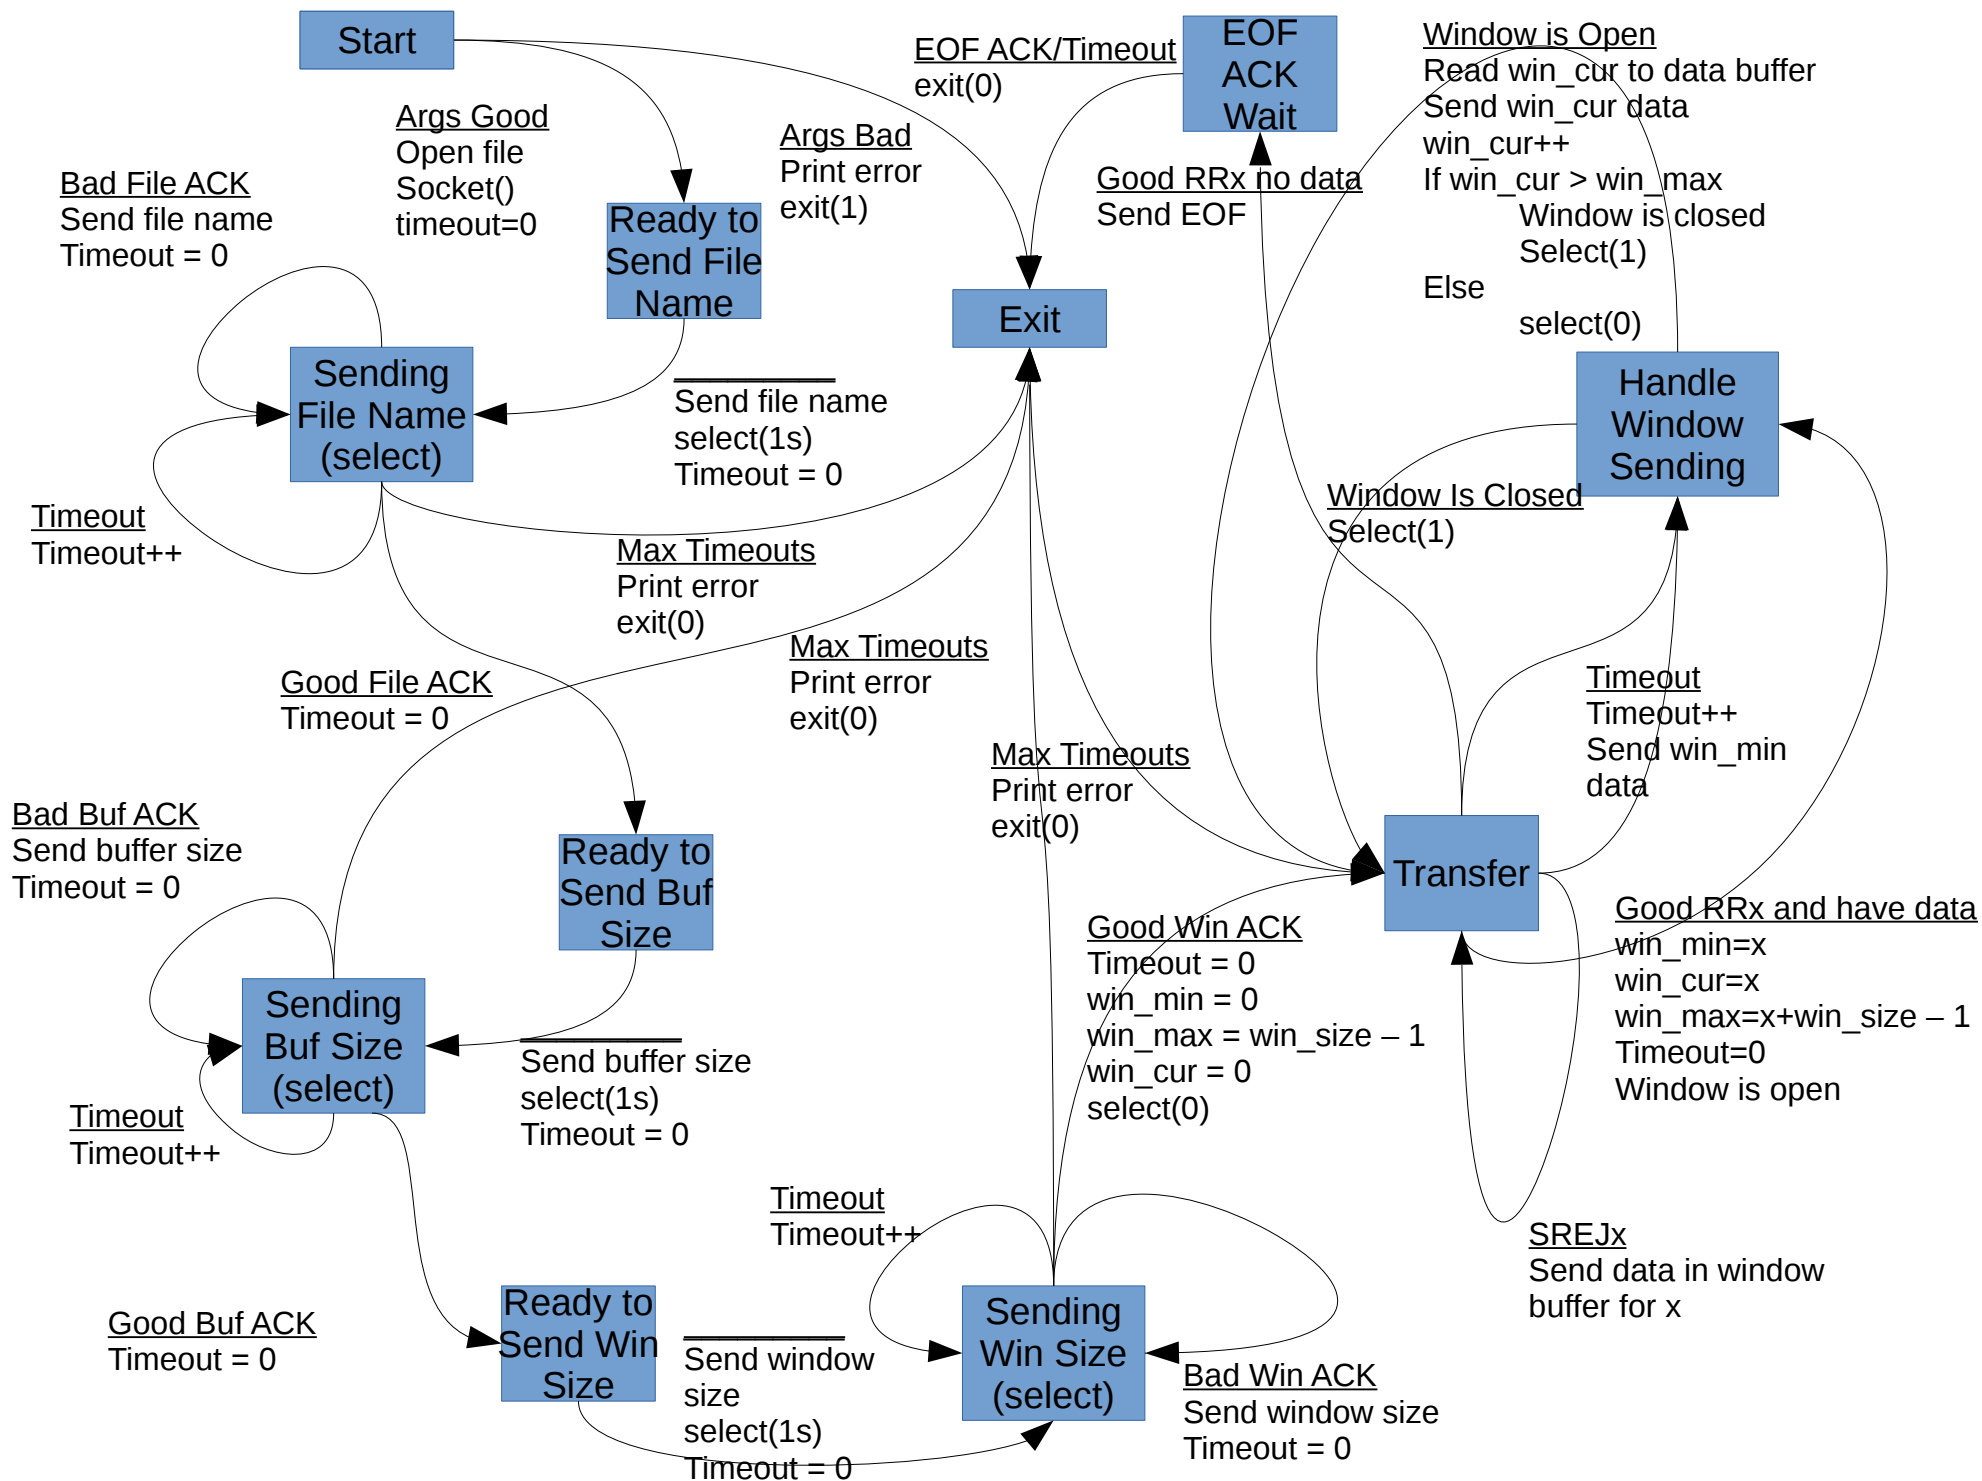 Start
EOF ACK/Timeout
exit(0)
EOF
ACK
Wait
Window is Open
Read win_cur to data buffer
Send win_cur data
win_cur++
If win_cur > win_max
Window is closed
Select(1)
Else
select(0)
Args Good
Open file
Socket()
timeout=0
Args Bad
Print error
exit(1)
Bad File ACK
Send file name
Timeout = 0
Good RRx no data
Send EOF
Ready to
Send File
Name
Exit
Sending
File Name
(select)
Send file name
select(1s)
Timeout = 0
Handle
Window
Sending
Window Is Closed
Select(1)
Timeout
Timeout++
Max Timeouts
Print error
exit(0)
Max Timeouts
Print error
exit(0)
Good File ACK
Timeout = 0
Timeout
Timeout++
Send win_min
data
Max Timeouts
Print error
exit(0)
Bad Buf ACK
Send buffer size
Timeout = 0
Ready to
Send Buf
Size
Transfer
Good Win ACK
Timeout = 0
win_min = 0
win_max = win_size – 1
win_cur = 0
select(0)
Good RRx and have data
win_min=x
win_cur=x
win_max=x+win_size – 1
Timeout=0
Window is open
Sending
Buf Size
(select)
Send buffer size
select(1s)
Timeout = 0
Timeout
Timeout++
Timeout
Timeout++
SREJx
Send data in window
buffer for x
Good Buf ACK
Timeout = 0
Ready to
Send Win
Size
Send window
size
select(1s)
Timeout = 0
Sending
Win Size
(select)
Bad Win ACK
Send window size
Timeout = 0